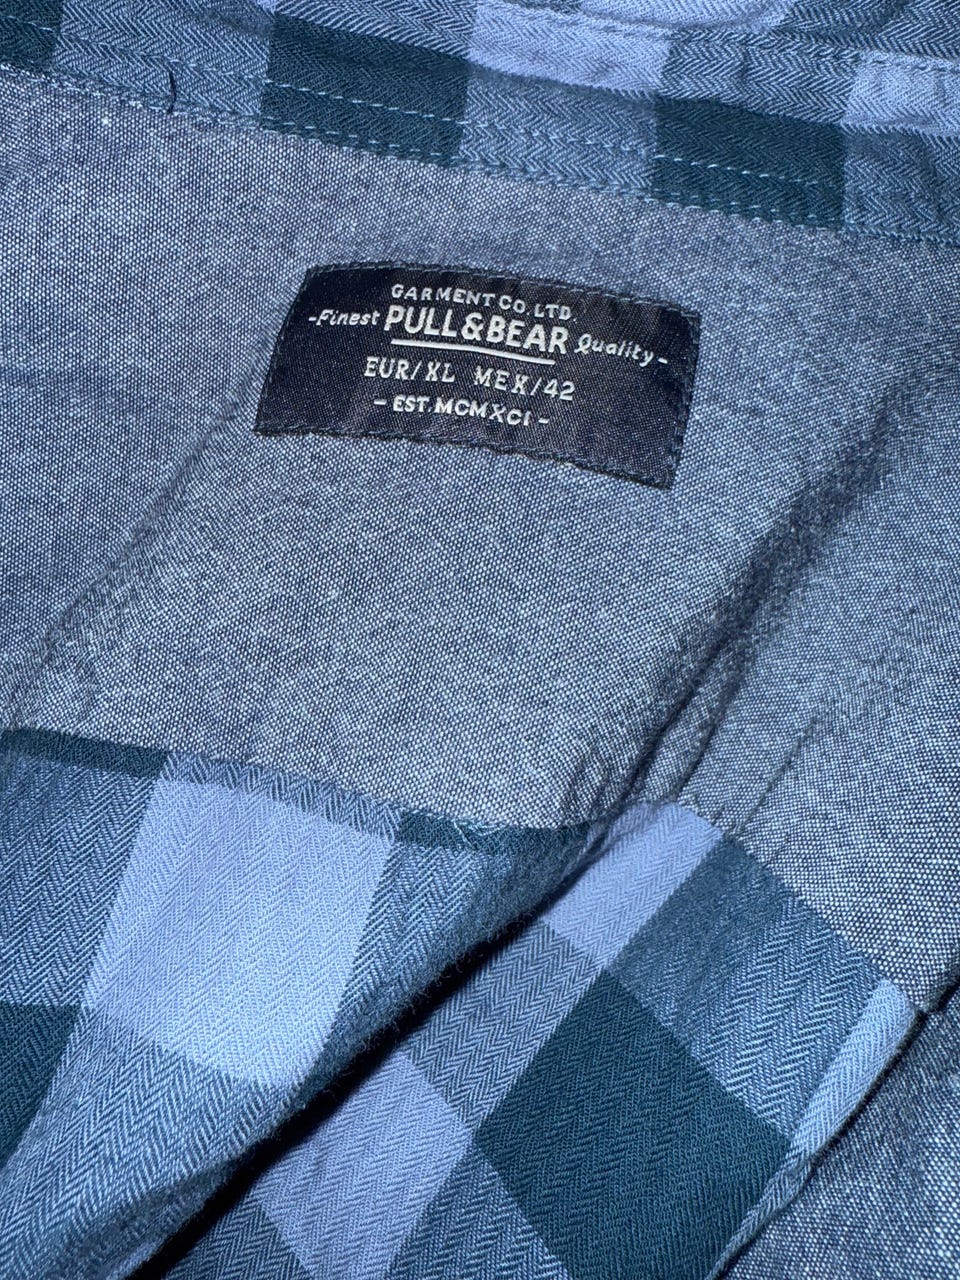 GARMENT CO. LTD.
-Finest PULL&BEAR Quality-
EUR/XL MEX/42
- EST. MCMXCI -